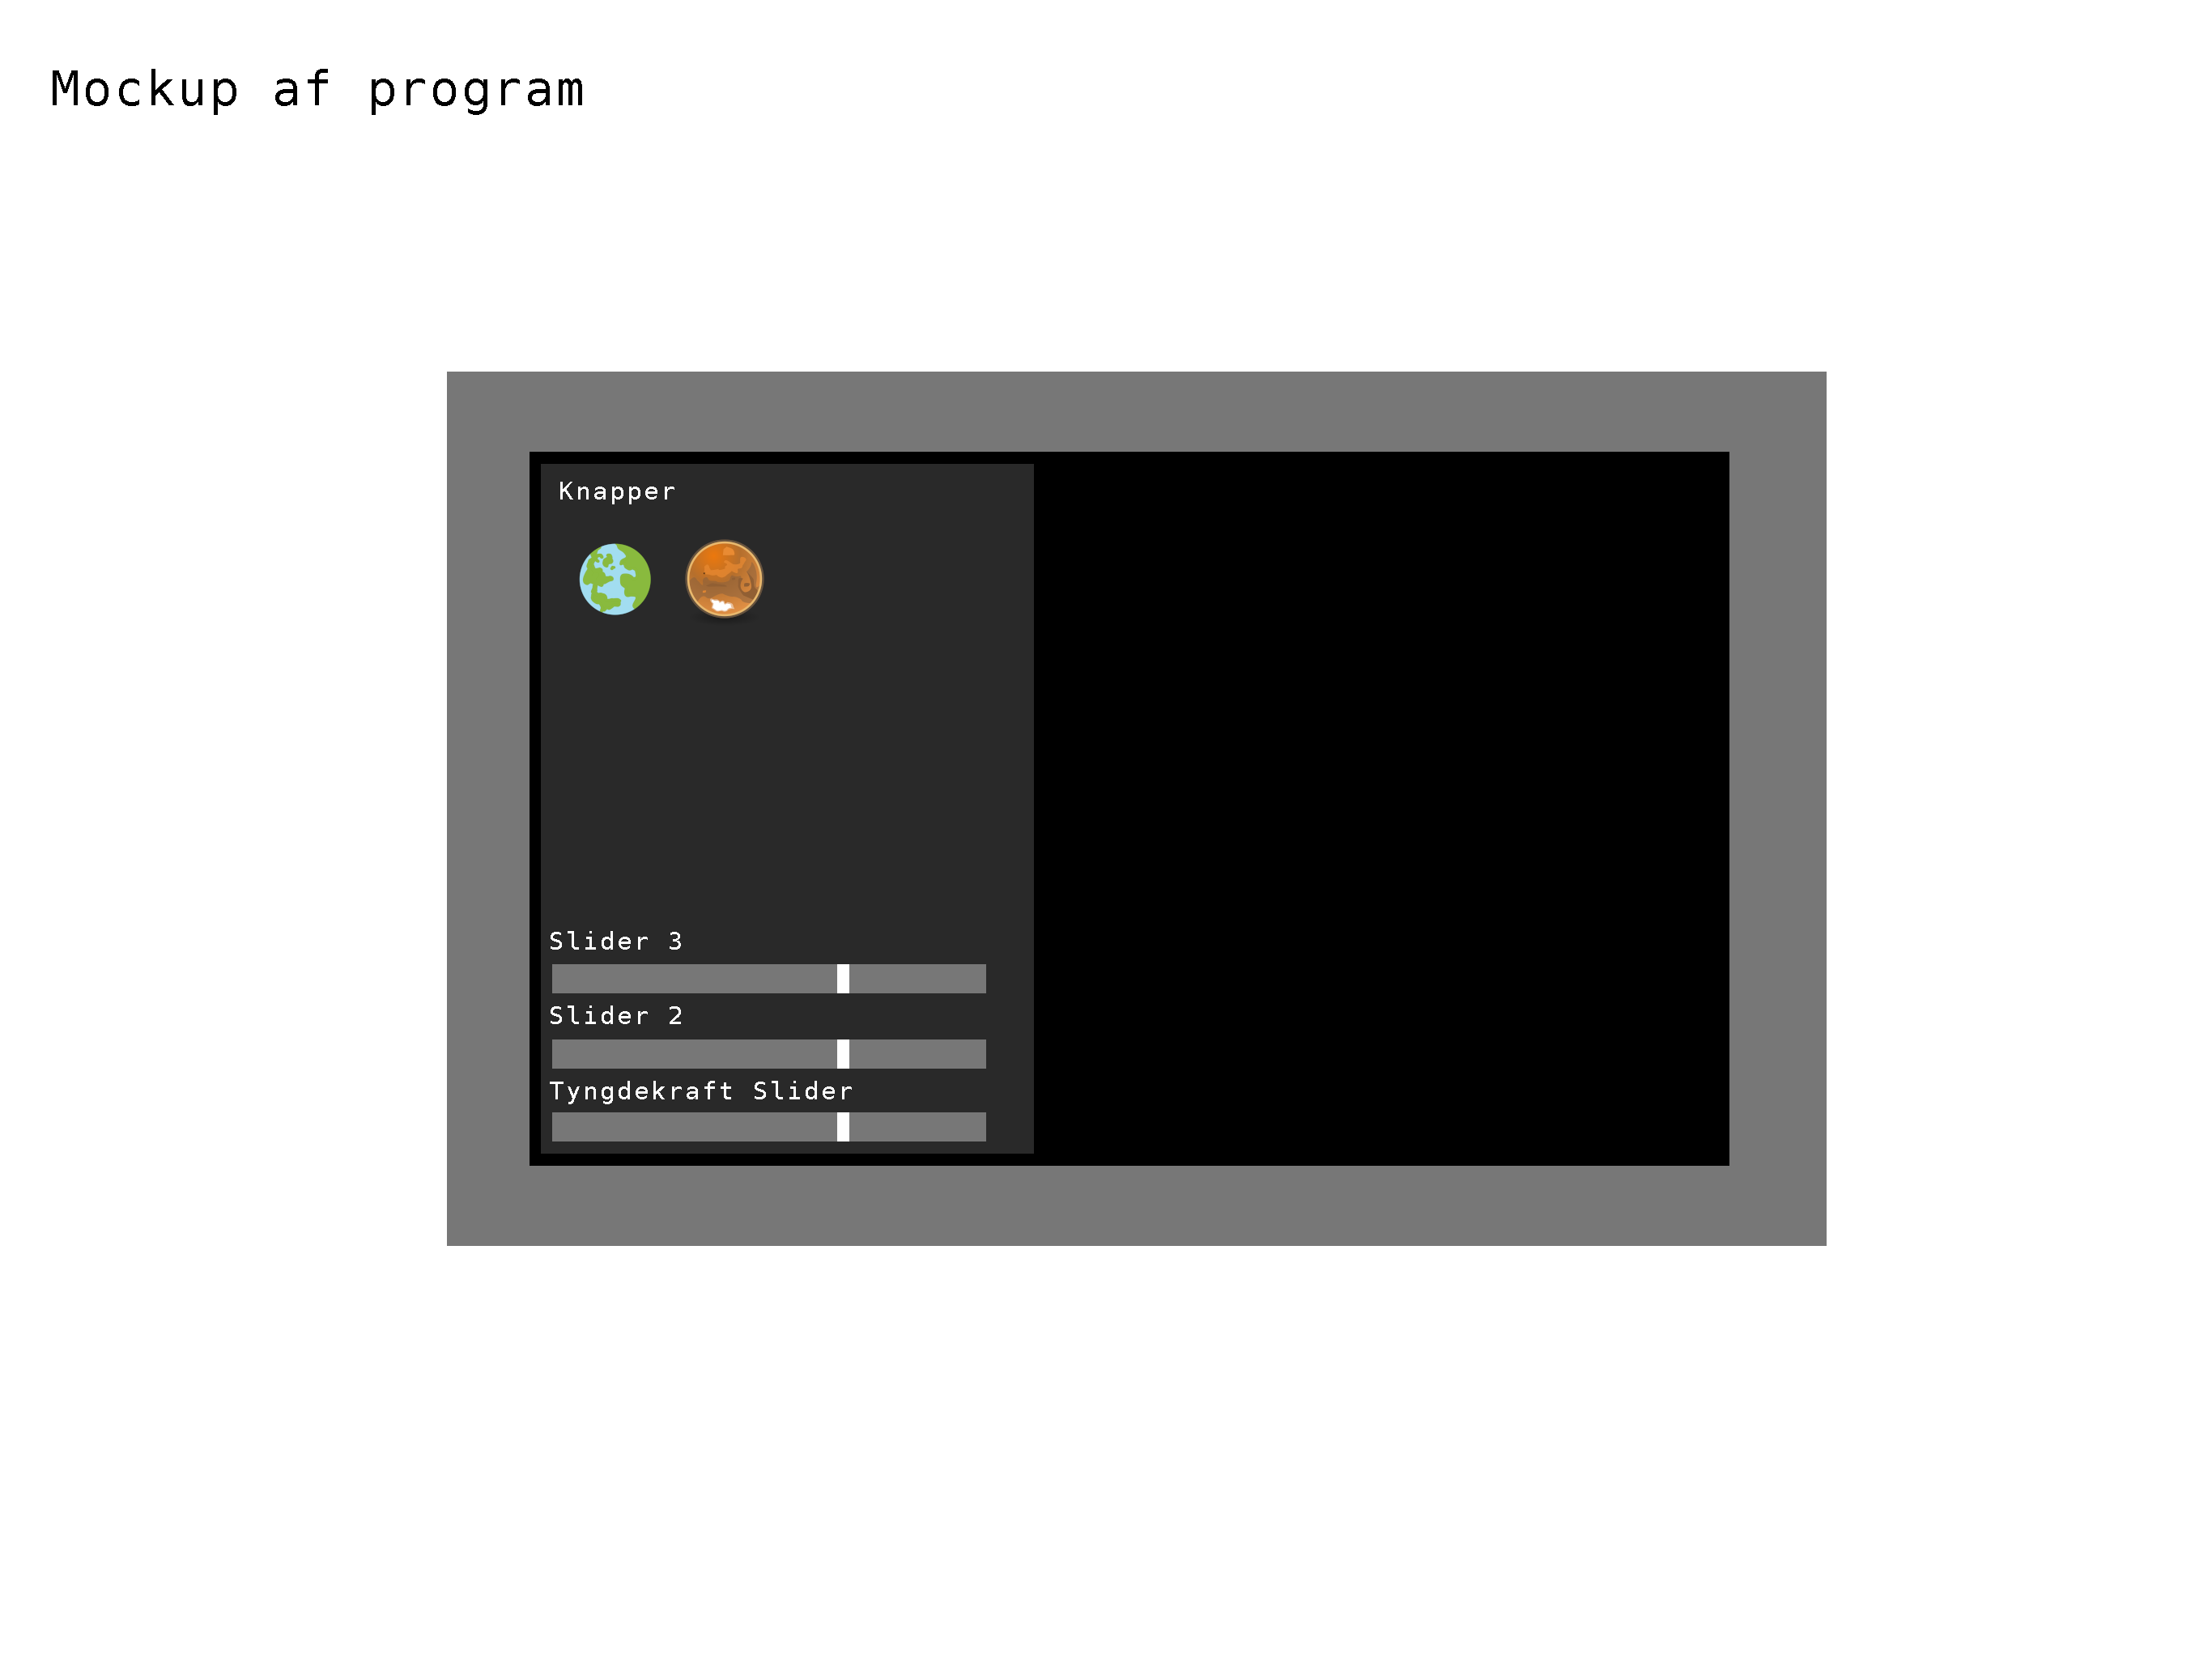 Mockup af program
Knapper
Slider 3
Slider 2
Tyngdekraft Slider